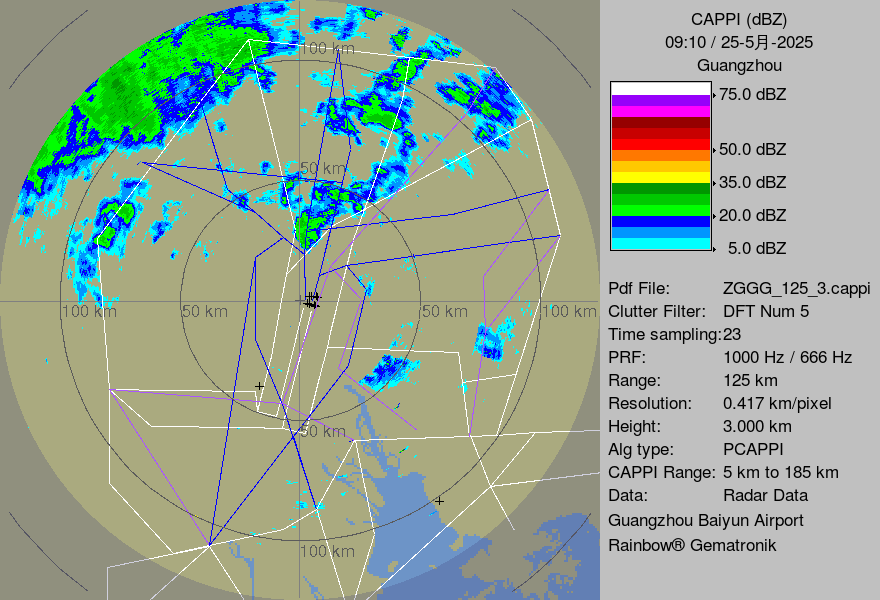 CAPPI (dBZ)
09:10 / 25-5月-2025
Guangzhou
75.0 dBZ
50.0 dBZ
35.0 dBZ
20.0 dBZ
5.0 dBZ
Pdf File: ZGGG_125_3.cappi
Clutter Filter: DFT Num 5
Time sampling:23
PRF: 1000 Hz / 666 Hz
Range: 125 km
Resolution: 0.417 km/pixel
Height: 3.000 km
Alg type: PCAPPI
CAPPI Range: 5 km to 185 km
Data: Radar Data
Guangzhou Baiyun Airport
Rainbow® Gematronik
100 km
50 km
100 km
50 km
50 km
100 km
50 km
100 km